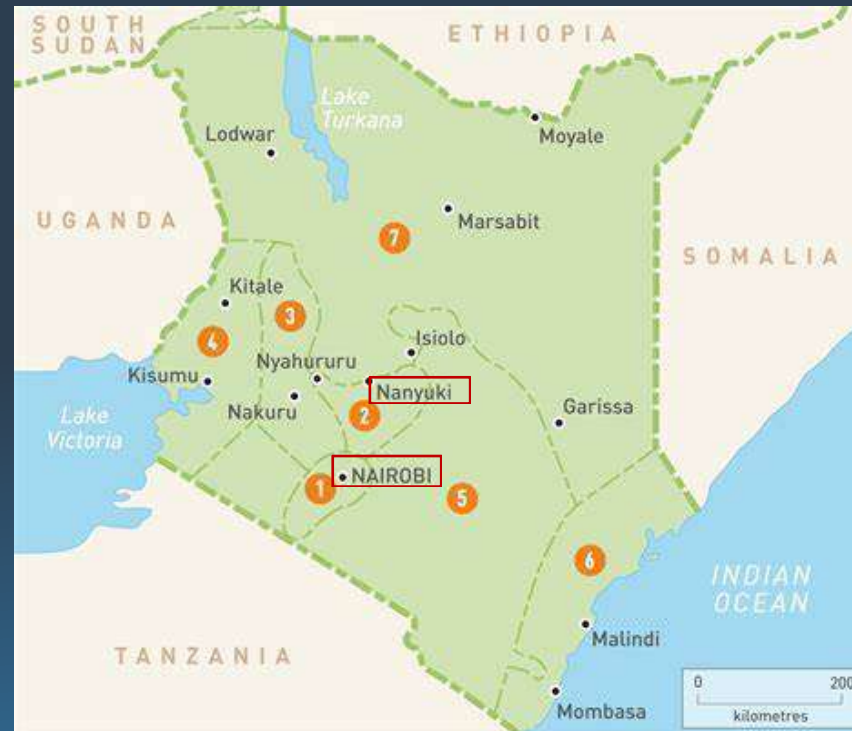 SOUTH
SUDAN
ETHIOPIA
Lake
Turkana
Lodwar
Moyale
UGANDA
Marsabit
7
SOMALIA
Kitale
3
4
Isiolo
Nyahururu
Kisumu
Nanyuki
Nakuru
2
Garissa
Lake
Victoria
NAIROBI
1
5
6
INDIAN
OCEAN
Malindi
TANZANIA
0 200
kilometres
Mombasa